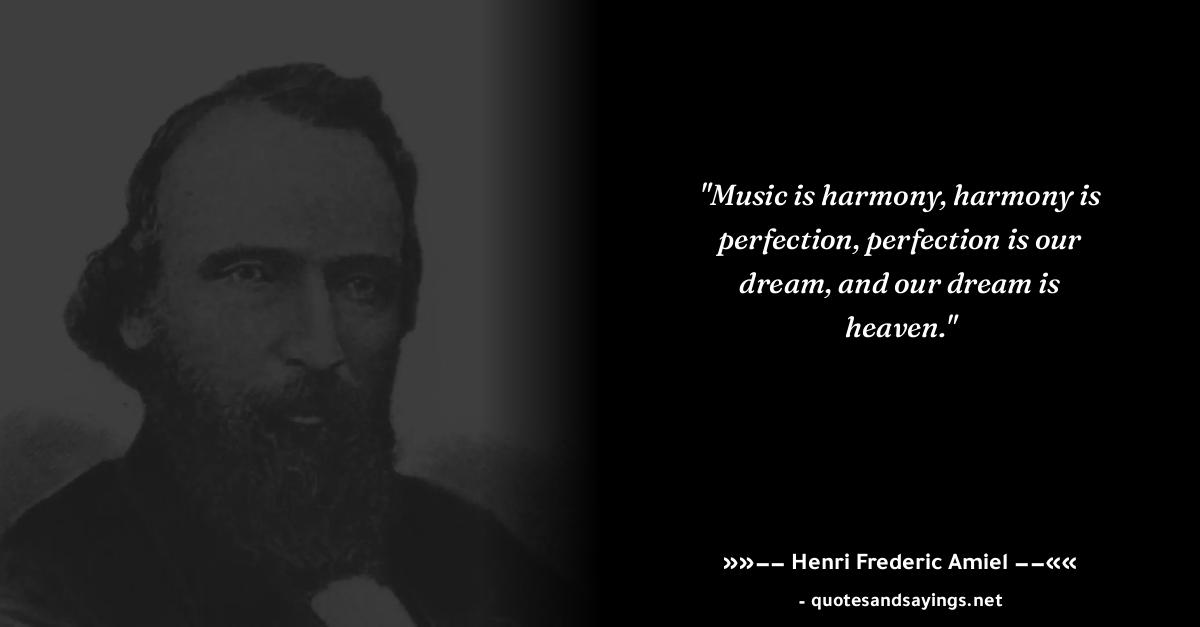 "Music is harmony, harmony is
perfection, perfection is our
dream, and our dream is
heaven."
»»−− Henri Frederic Amiel −−««
- quotesandsayings.net